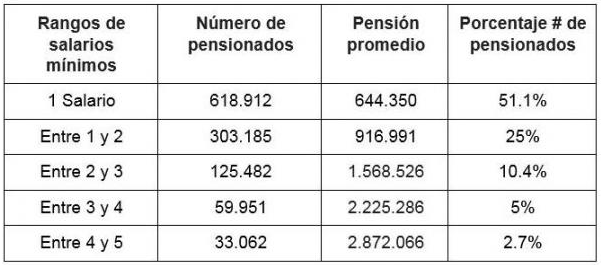 Rangos de salarios mínimos Número de pensionados Pensión promedio Porcentaje # de pensionados
1 Salario 618.912 644.350 51.1%
Entre 1 y 2 303.185 916.991 25%
Entre 2 y 3 125.482 1.568.526 10.4%
Entre 3 y 4 59.951 2.225.286 5%
Entre 4 y 5 33.062 2.872.066 2.7%